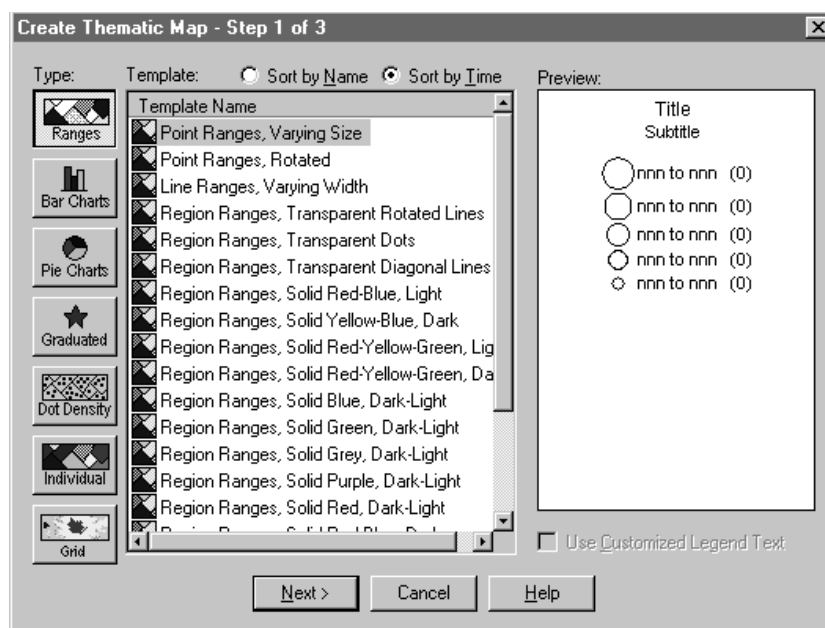 Create Thematic Map - Step 1 of 3
Type:
Ranges
Bar Charts
Pie Charts
Graduated
Dot Density
Individual
Grid
Template:
Sort by Name
Sort by Time
Template Name
Point Ranges, Varying Size
Point Ranges, Rotated
Line Ranges, Varying Width
Region Ranges, Transparent Rotated Lines
Region Ranges, Transparent Dots
Region Ranges, Transparent Diagonal Lines
Region Ranges, Solid Red-Blue, Light
Region Ranges, Solid Yellow-Blue, Dark
Region Ranges, Solid Red-Yellow-Green, Lig
Region Ranges, Solid Red-Yellow-Green, Da
Region Ranges, Solid Blue, Dark-Light
Region Ranges, Solid Green, Dark-Light
Region Ranges, Solid Grey, Dark-Light
Region Ranges, Solid Purple, Dark-Light
Region Ranges, Solid Red, Dark-Light
Preview:
Title
Subtitle
nnn to nnn (0)
nnn to nnn (0)
nnn to nnn (0)
nnn to nnn (0)
nnn to nnn (0)
Use Customized Legend Text
Next >
Cancel
Help